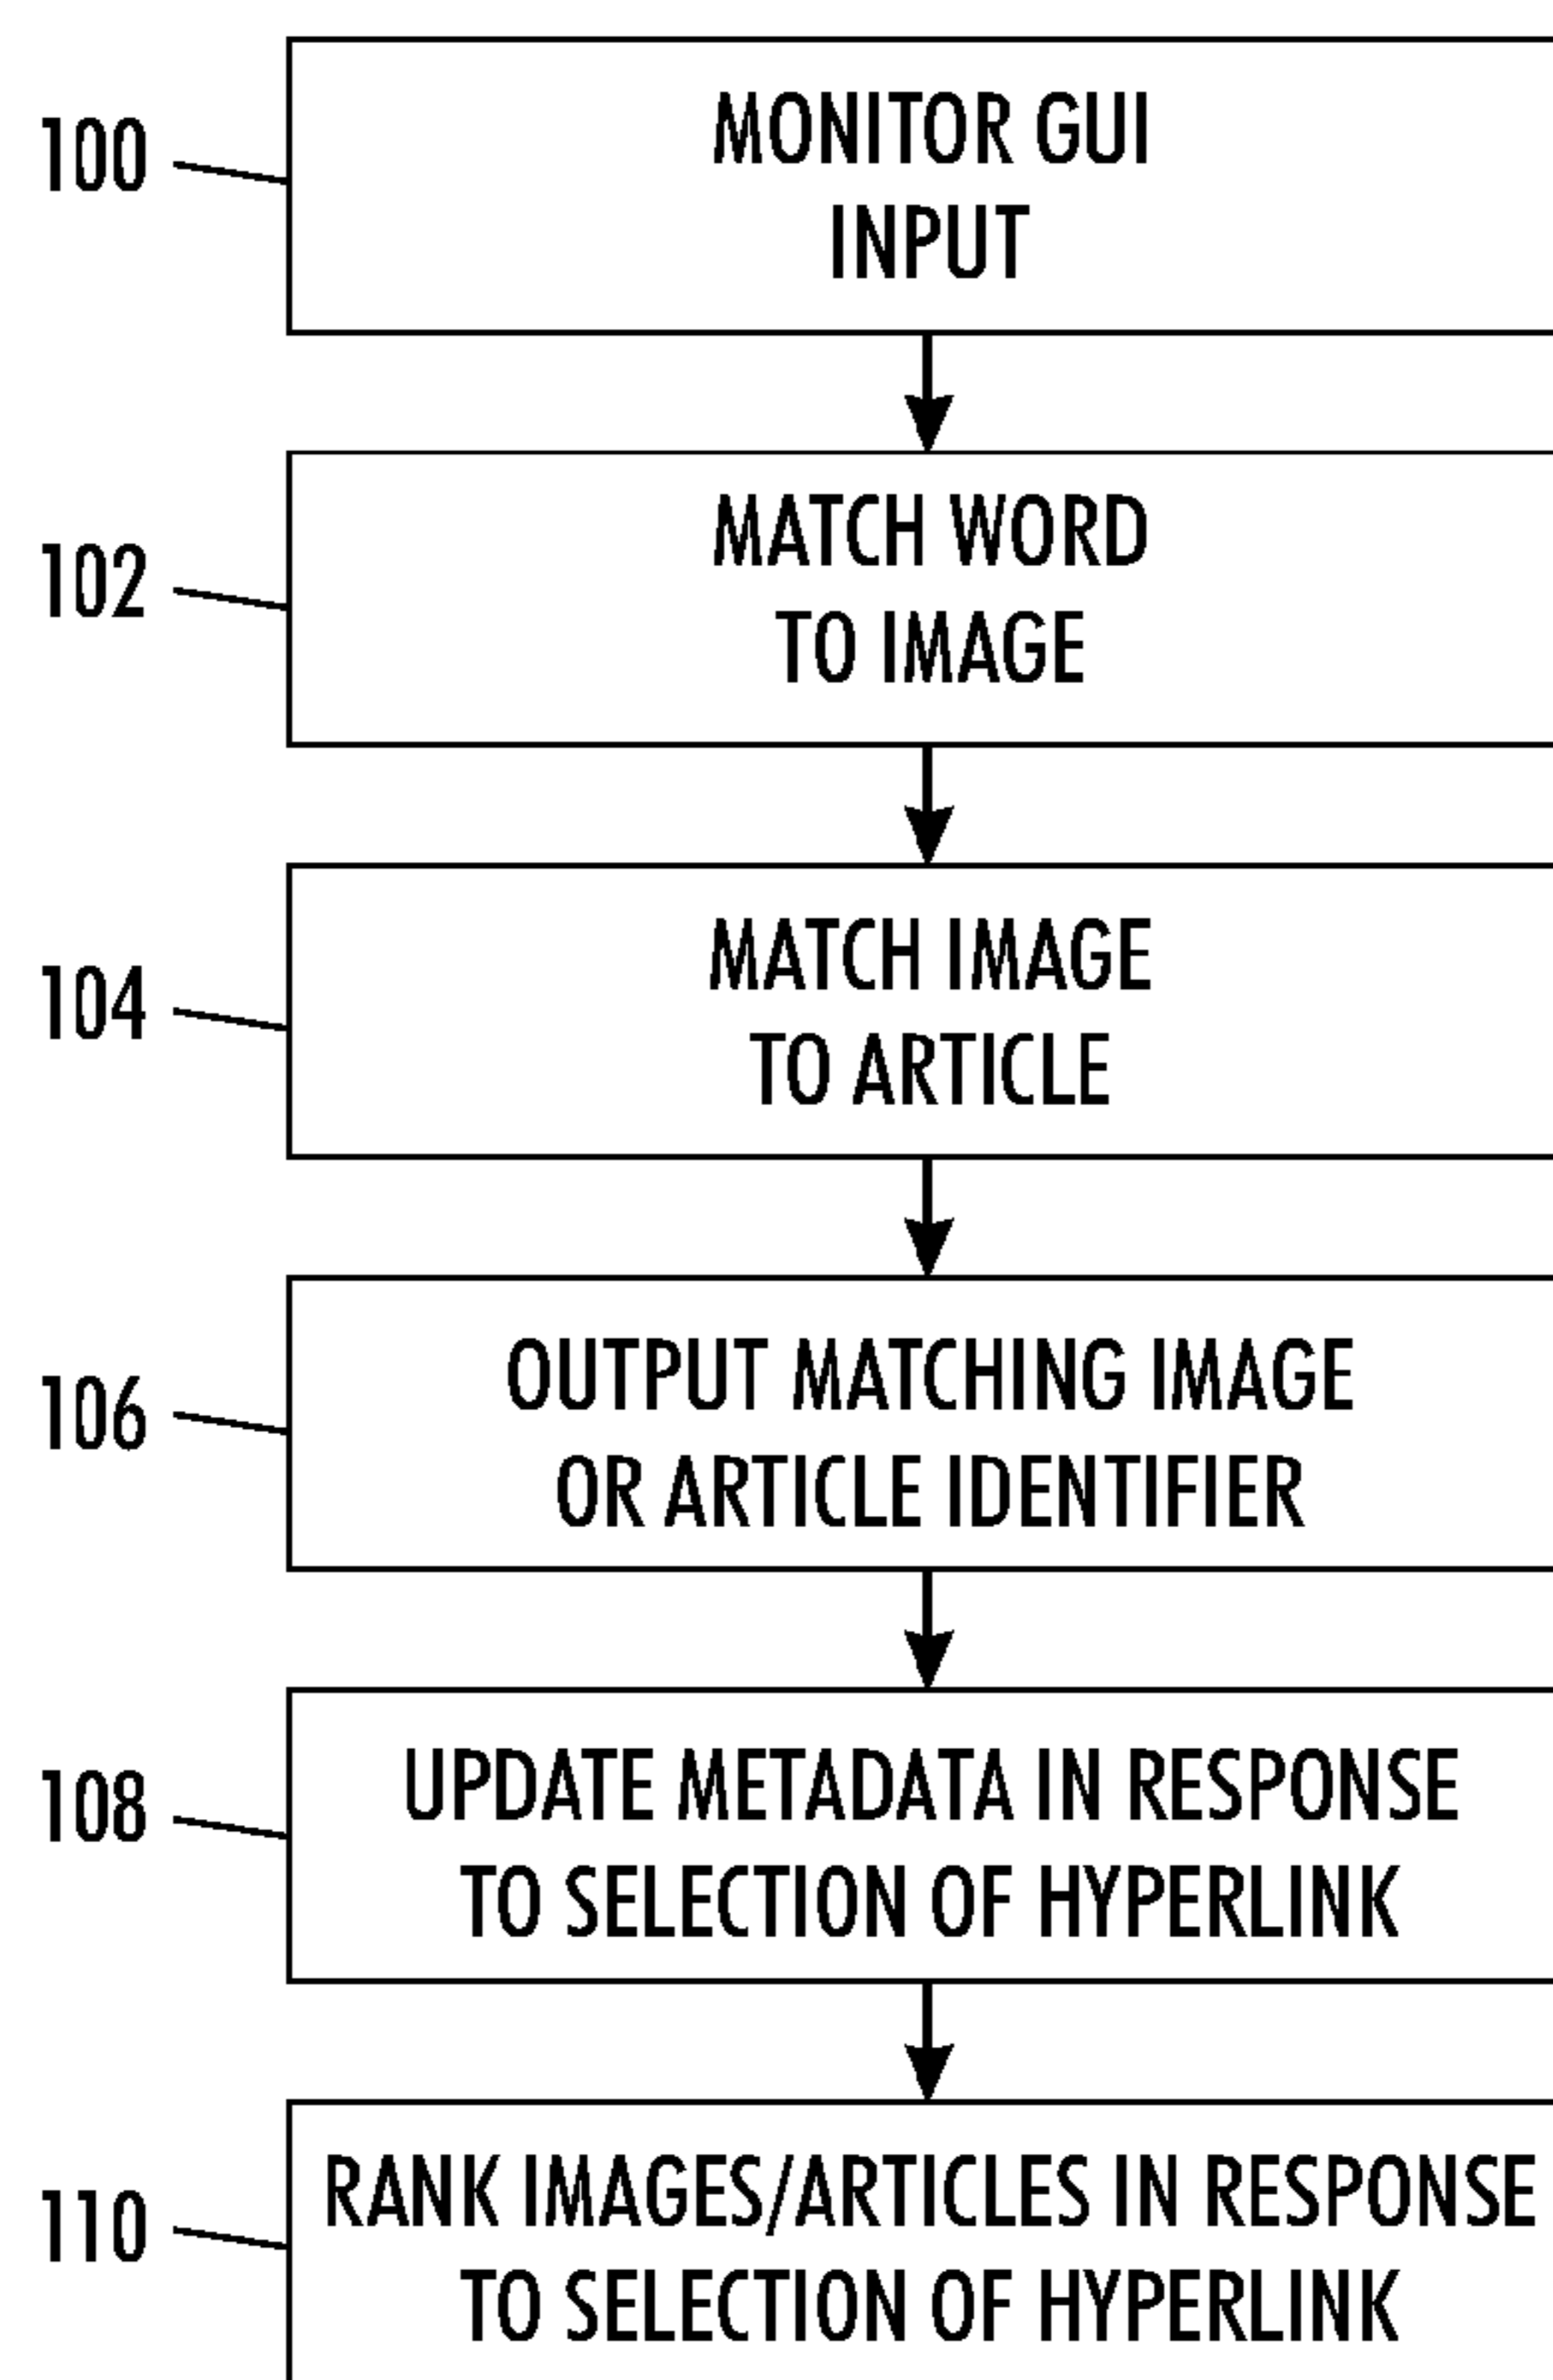 100
MONITOR GUI
INPUT
102
MATCH WORD
TO IMAGE
104
MATCH IMAGE
TO ARTICLE
106
OUTPUT MATCHING IMAGE
OR ARTICLE IDENTIFIER
108
UPDATE METADATA IN RESPONSE
TO SELECTION OF HYPERLINK
110
RANK IMAGES/ARTICLES IN RESPONSE
TO SELECTION OF HYPERLINK